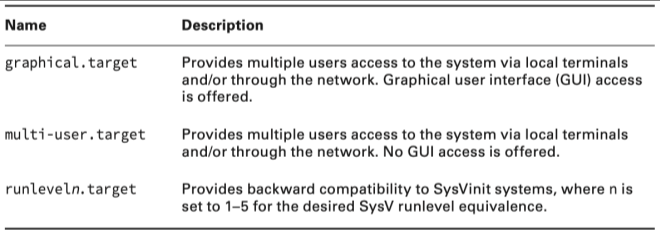 Name Description
graphical.target Provides multiple users access to the system via local terminals
and/or through the network. Graphical user interface (GUI) access
is offered.
multi-user.target Provides multiple users access to the system via local terminals
and/or through the network. No GUI access is offered.
runleveln.target Provides backward compatibility to SysVinit systems, where n is
set to 1–5 for the desired SysV runlevel equivalence.